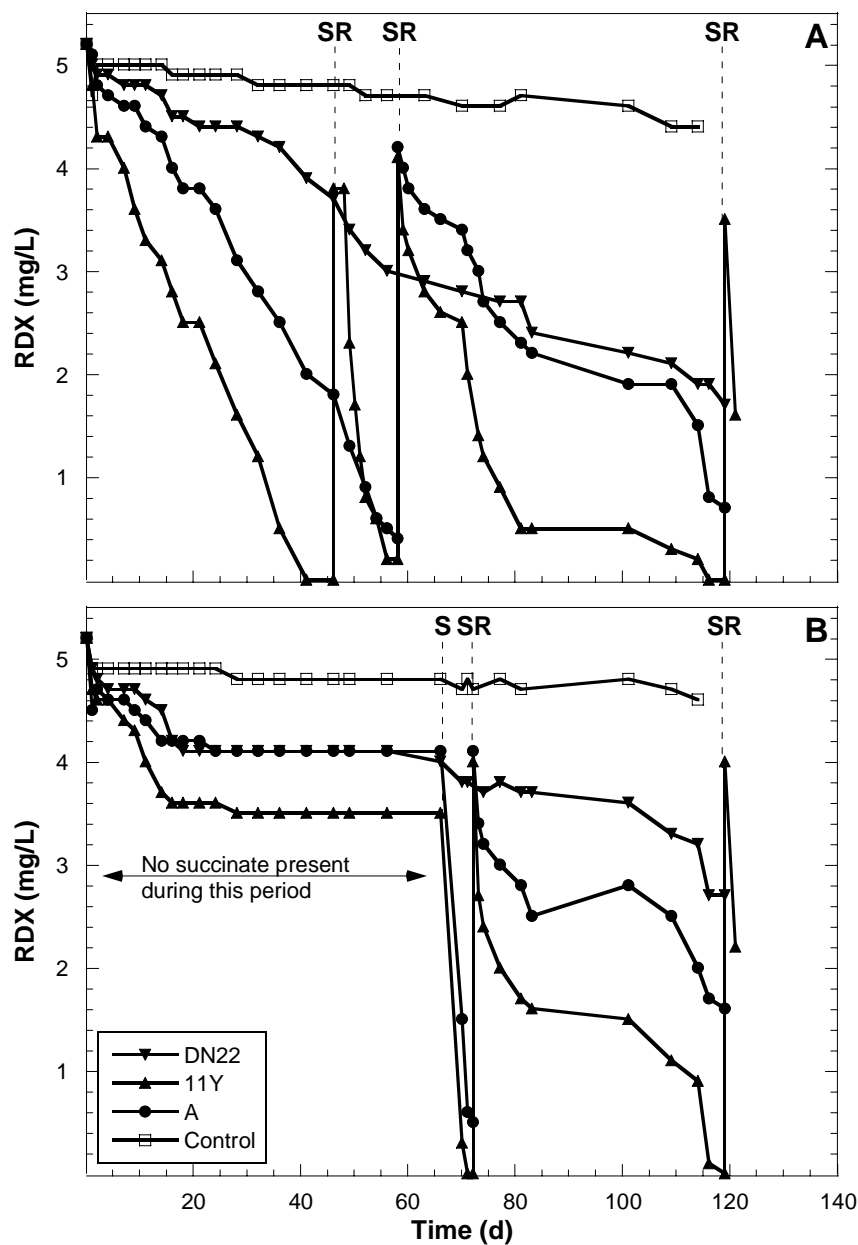 SR SR SR A
5
4
3
2
1
RDX (mg/L)
S SR SR B
5
4
3
2
1
RDX (mg/L)
No succinate present
during this period
DN22
11Y
A
Control
20 40 60 80 100 120 140
Time (d)